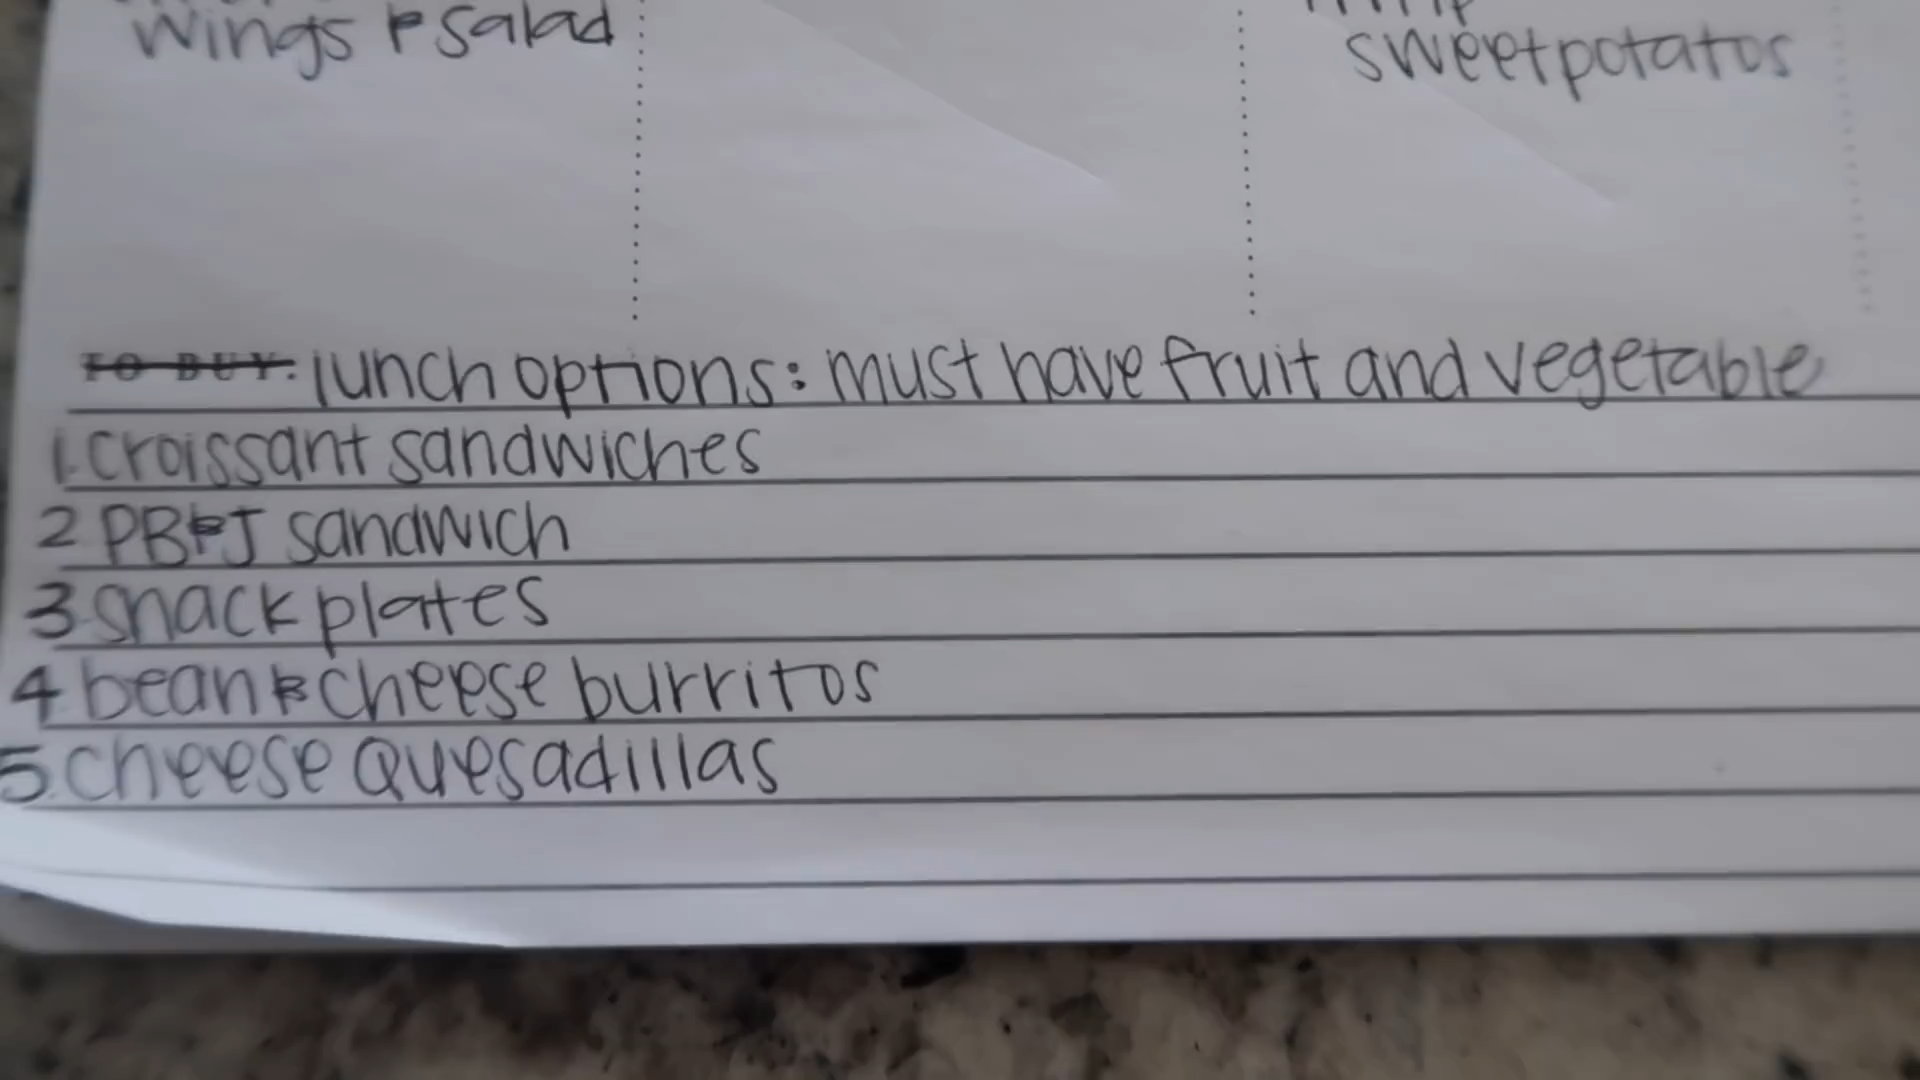 wings & salad
sweetpotatos
TO BUY: lunch options: must have fruit and vegetable
1. croissant sandwiches
2 PB&J sandwich
3 snack plates
4 bean & cheese burritos
5. cheese quesadillas